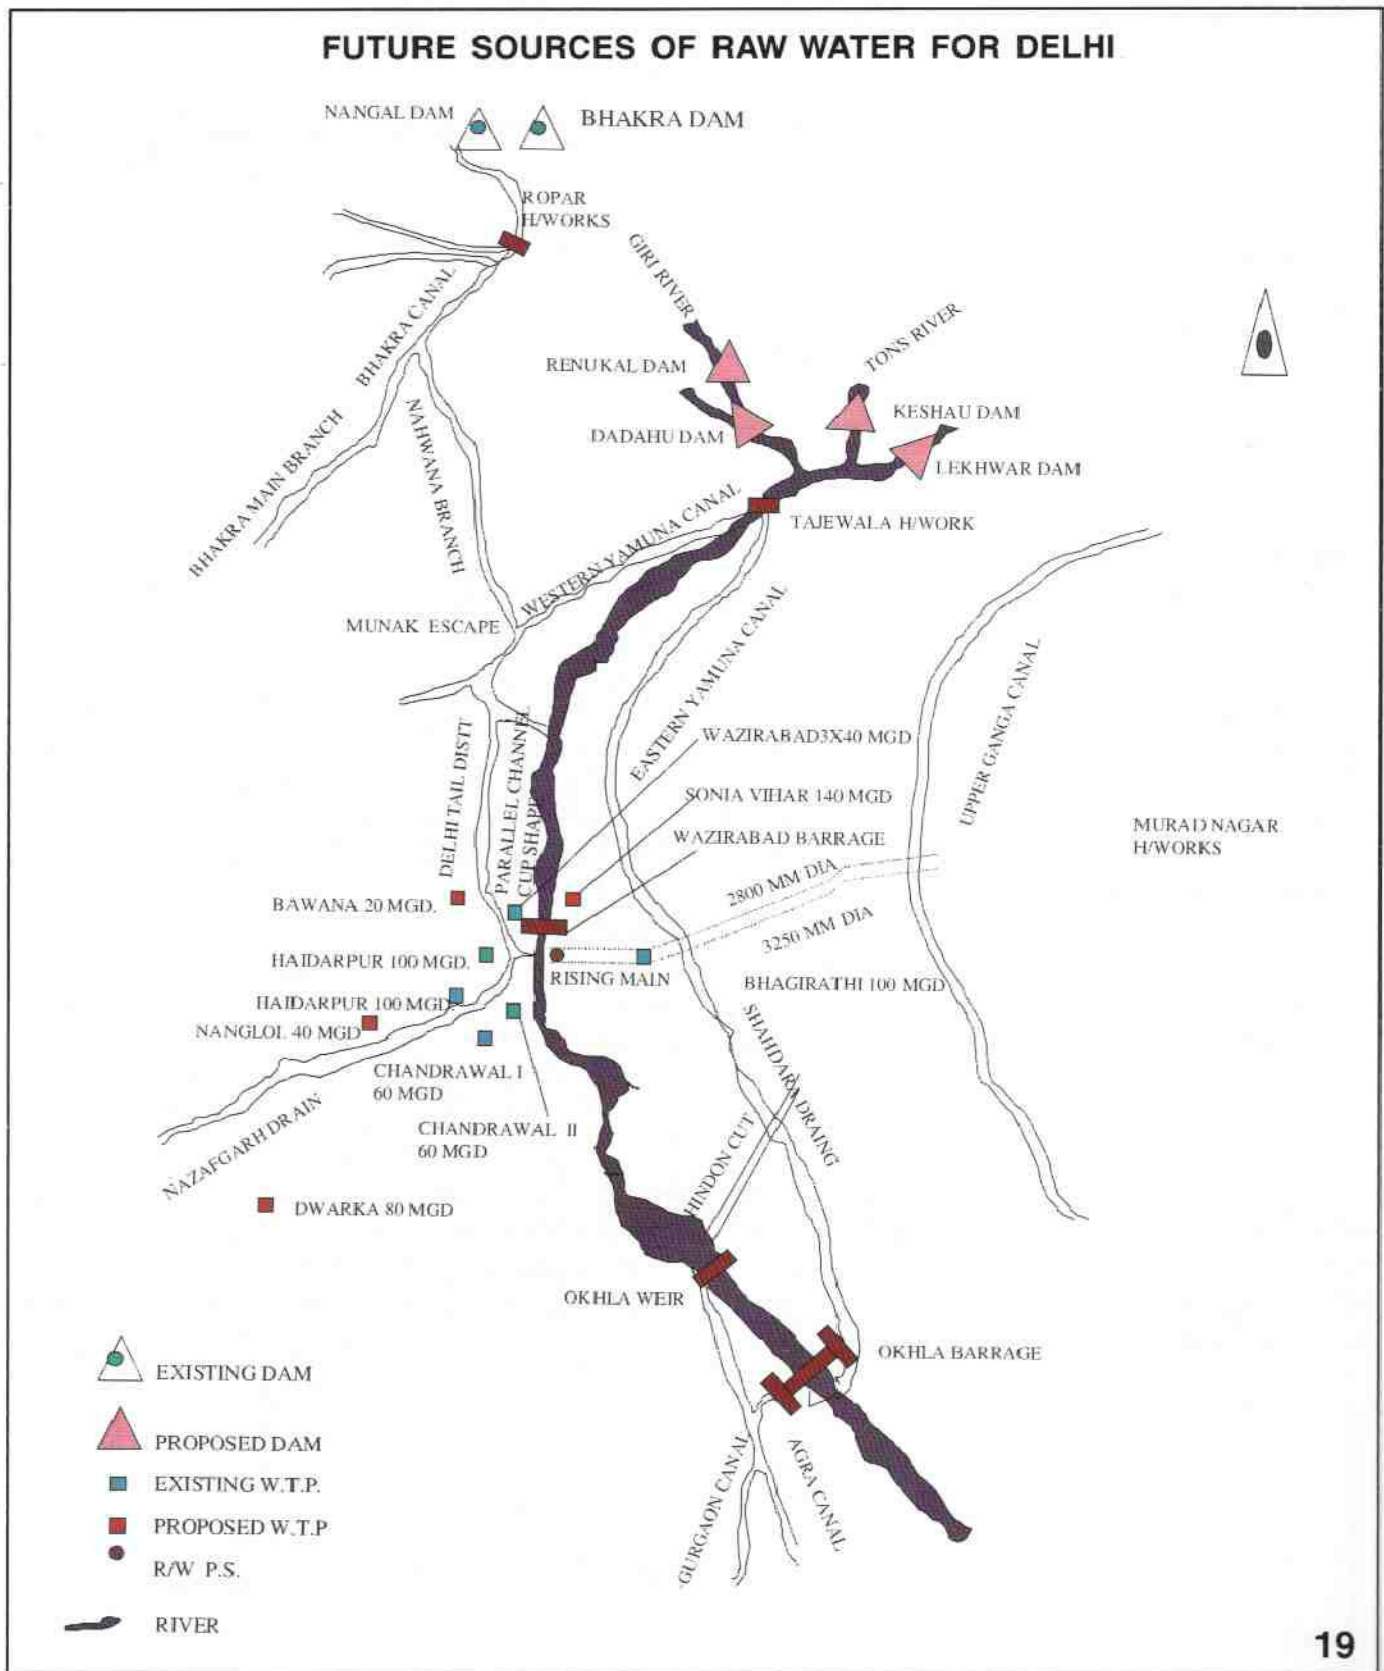 FUTURE SOURCES OF RAW WATER FOR DELHI
NANGAL DAM
BHAKRA DAM
ROPAR
H/WORKS
GIRI RIVER
BHAKRA CANAL
TONS RIVER
RENUKAL DAM
KESHAU DAM
DADAHU DAM
LEKHWAR DAM
BHAKRA MAIN BRANCH
NAHWANA BRANCH
WESTERN YAMUNA CANAL
TAJEWALA H/WORK
MUNAK ESCAPE
EASTERN YAMUNA CANAL
UPPER GANGA CANAL
DELHI TAIL DISTT
PARALLEL CHANNEL
CUP SHAPE
WAZIRABAD3X40 MGD
SONIA VIHAR 140 MGD
WAZIRABAD BARRAGE
MURAD NAGAR
H/WORKS
2800 MM DIA
3250 MM DIA
BAWANA 20 MGD.
HAIDARPUR 100 MGD.
RISING MAIN
BHAGIRATHI 100 MGD
HAIDARPUR 100 MGD.
NANGLOI. 40 MGD
SHAHDARA DRAING
CHANDRAWAL I
60 MGD
CHANDRAWAL II
60 MGD
NAZAFGARH DRAIN
HINDON CUT
DWARKA 80 MGD
OKHLA WEIR
OKHLA BARRAGE
GURGAON CANAL
AGRA CANAL
EXISTING DAM
PROPOSED DAM
EXISTING W.T.P.
PROPOSED W.T.P
R/W P.S.
RIVER
19